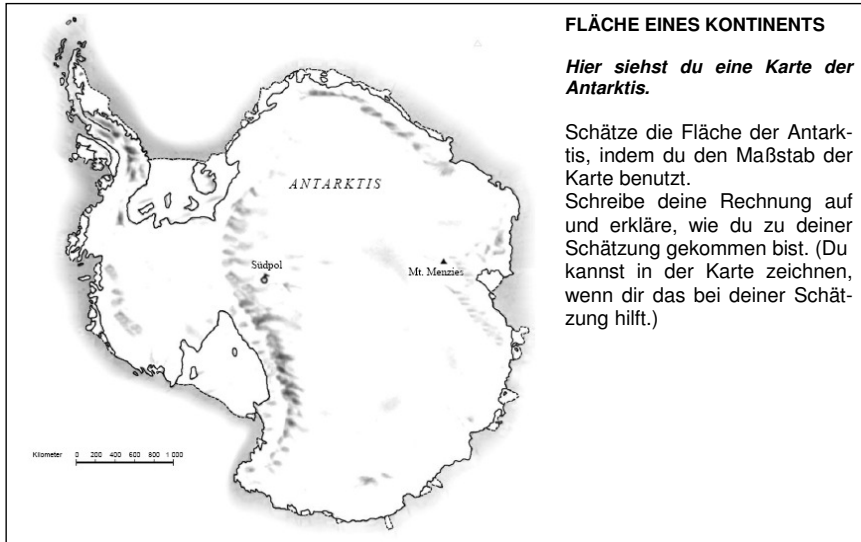 FLÄCHE EINES KONTINENTS
Hier siehst du eine Karte der
Antarktis.
Schätze die Fläche der Antark-
tis, indem du den Maßstab der
Karte benutzt.
Schreibe deine Rechnung auf
und erkläre, wie du zu deiner
Schätzung gekommen bist. (Du
kannst in der Karte zeichnen,
wenn dir das bei deiner Schät-
zung hilft.)
ANTARKTIS
Südpol
Mt. Menzies
Kilometer 0 200 400 600 800 1 000